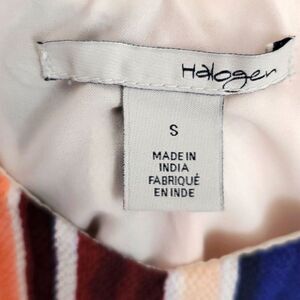 Halogen
S
MADE IN
INDIA
FABRIQUÉ
EN INDE